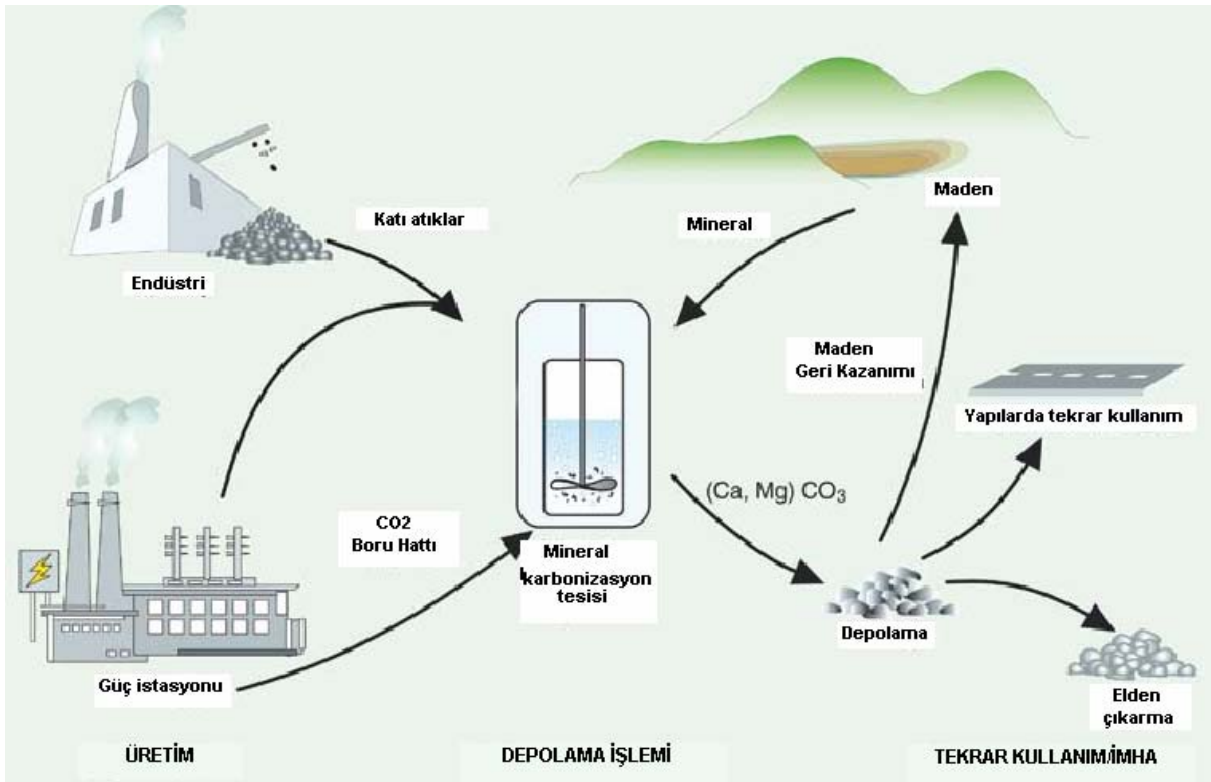 Katı atıklar
Endüstri
Mineral
Maden
Maden
Geri Kazanımı
Yapılarda tekrar kullanım
CO2
Boru Hattı
Mineral
karbonizasyon
tesisi
(Ca, Mg) CO₃
Depolama
Güç istasyonu
Elden
çıkarma
ÜRETİM
DEPOLAMA İŞLEMİ
TEKRAR KULLANIM/İMHA